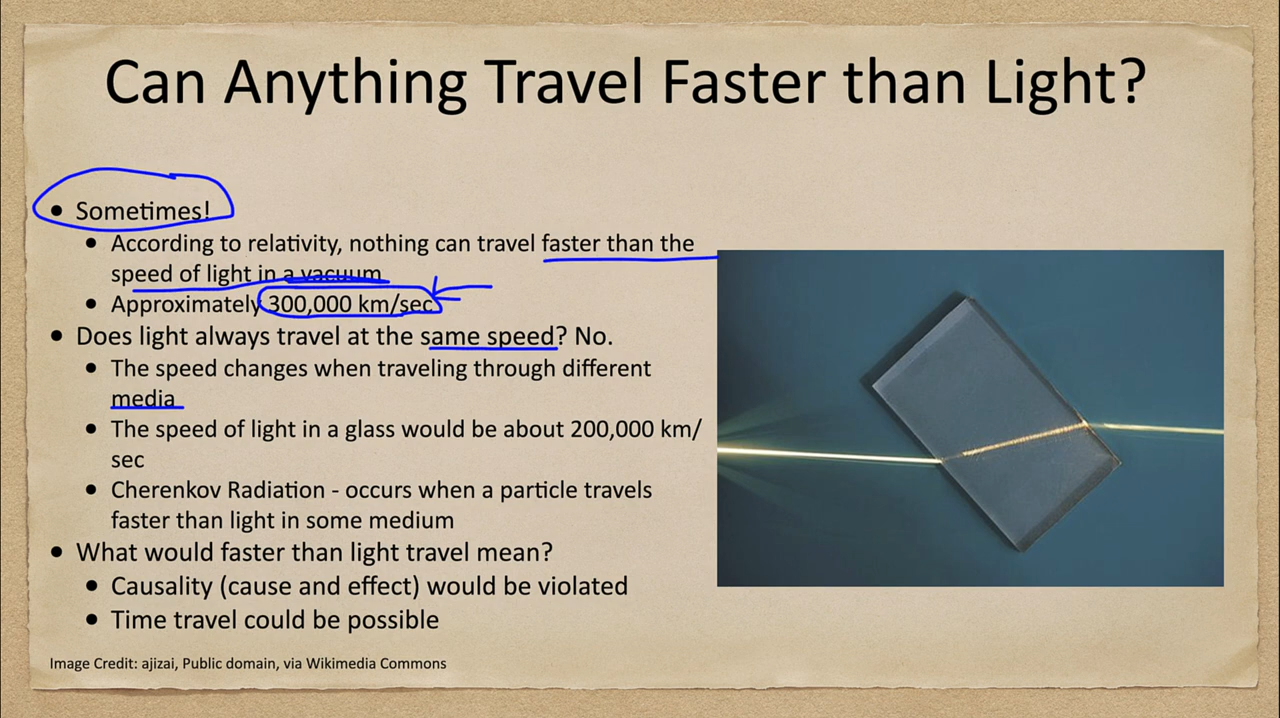 Can Anything Travel Faster than Light?
• Sometimes!
• According to relativity, nothing can travel faster than the
speed of light in a vacuum
• Approximately 300,000 km/sec
• Does light always travel at the same speed? No.
• The speed changes when traveling through different
media
• The speed of light in a glass would be about 200,000 km/
sec
• Cherenkov Radiation - occurs when a particle travels
faster than light in some medium
• What would faster than light travel mean?
• Causality (cause and effect) would be violated
• Time travel could be possible
Image Credit: ajizai, Public domain, via Wikimedia Commons